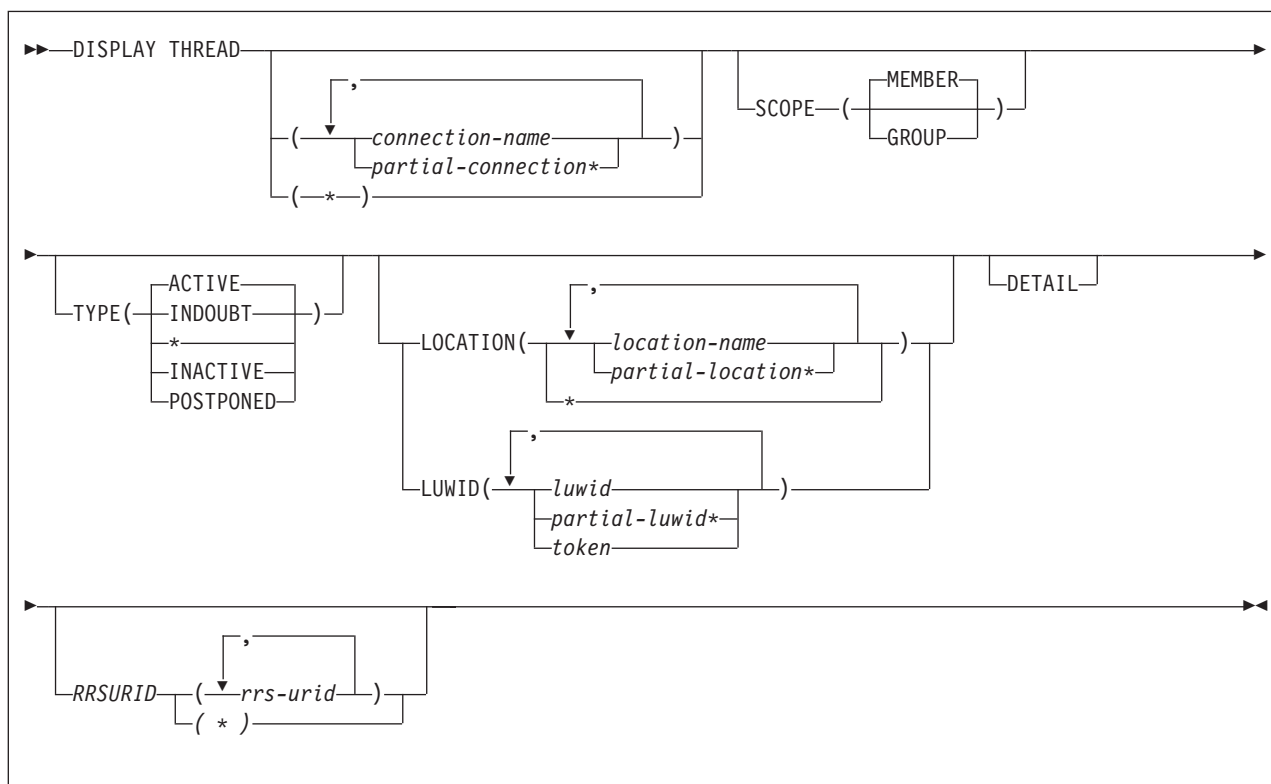 DISPLAY THREAD
,
( connection-name )
partial-connection*
( * )
SCOPE ( MEMBER )
GROUP
TYPE( ACTIVE )
INDOUBT
*
INACTIVE
POSTPONED
,
LOCATION( location-name )
partial-location*
*
,
LUWID( luwid )
partial-luwid*
token
DETAIL
,
RRSURID ( rrs-urid )
( * )